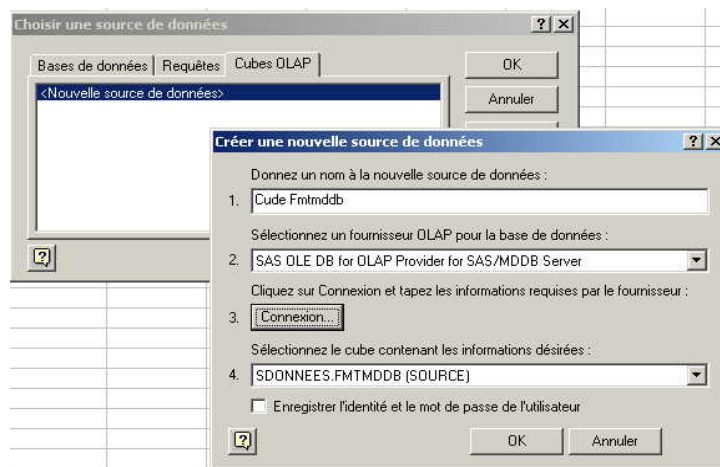 Choisir une source de données
Bases de données
Requêtes
Cubes OLAP
OK
<Nouvelle source de données>
Annuler
Créer une nouvelle source de données
Donnez un nom à la nouvelle source de données :
1. Cude Fmtmddb
Sélectionnez un fournisseur OLAP pour la base de données :
2. SAS OLE DB for OLAP Provider for SAS/MDDB Server
Cliquez sur Connexion et tapez les informations requises par le fournisseur :
3. Connexion...
Sélectionnez le cube contenant les informations désirées :
4. SDONNEES.FMTMDDB (SOURCE)
Enregistrer l'identité et le mot de passe de l'utilisateur
OK
Annuler